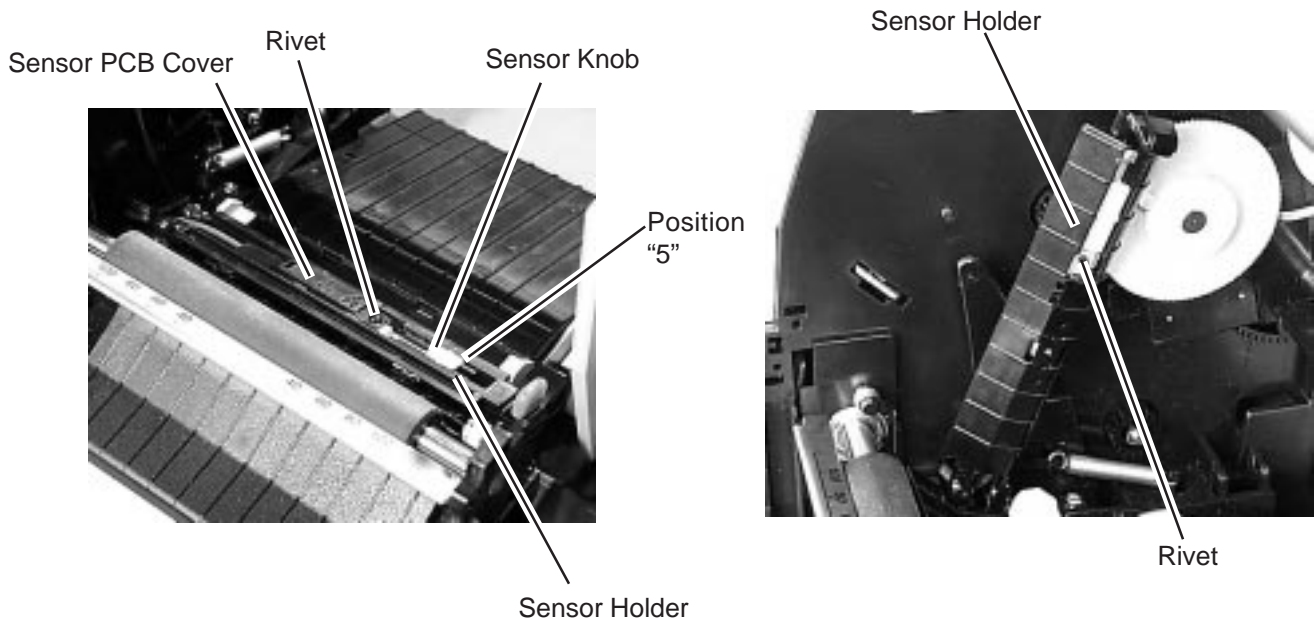 Sensor Holder
Rivet
Sensor PCB Cover
Sensor Knob
Position
“5”
Rivet
Sensor Holder